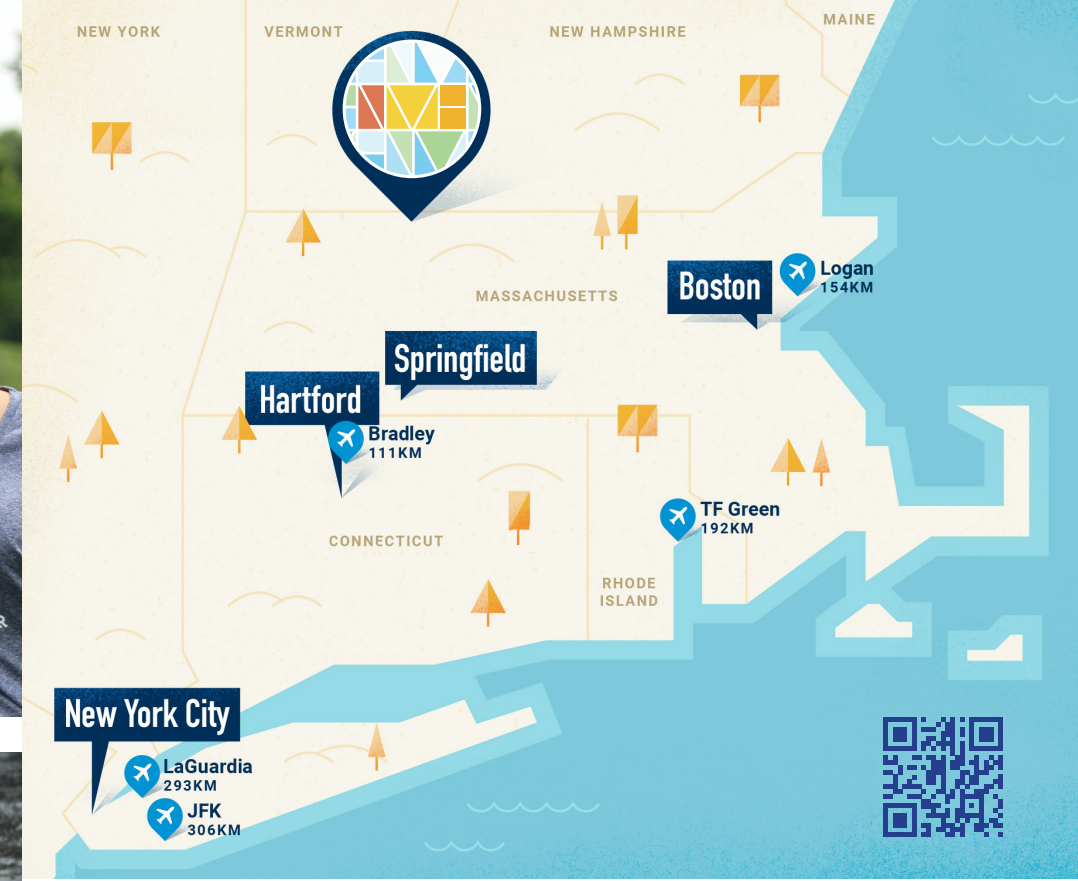 NEW YORK
VERMONT
NEW HAMPSHIRE
MAINE
NVE
Boston
Logan
154KM
MASSACHUSETTS
Springfield
Hartford
Bradley
111KM
TF Green
192KM
CONNECTICUT
RHODE
ISLAND
R
New York City
LaGuardia
293KM
JFK
306KM